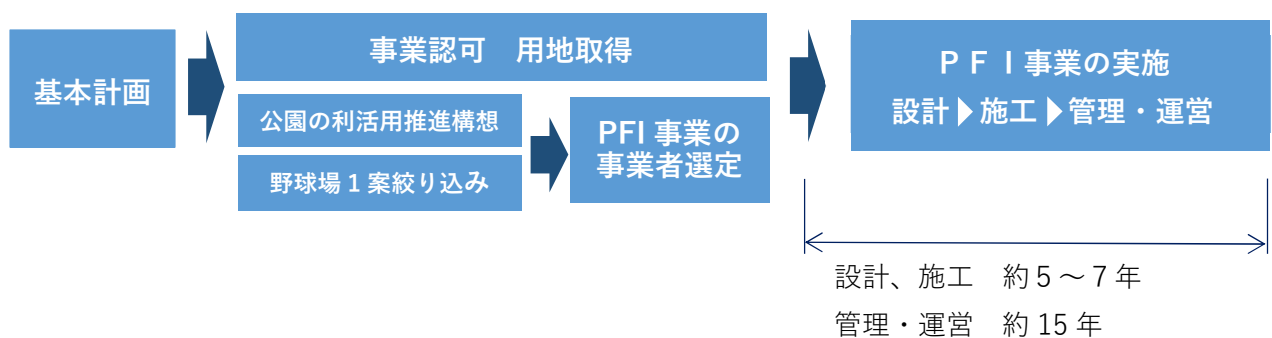 基本計画
事業認可　用地取得
公園の利活用推進構想
野球場１案絞り込み
PFI 事業の
事業者選定
ＰＦＩ事業の実施
設計▶施工▶管理・運営
設計、施工　約５～７年
管理・運営　約 15 年